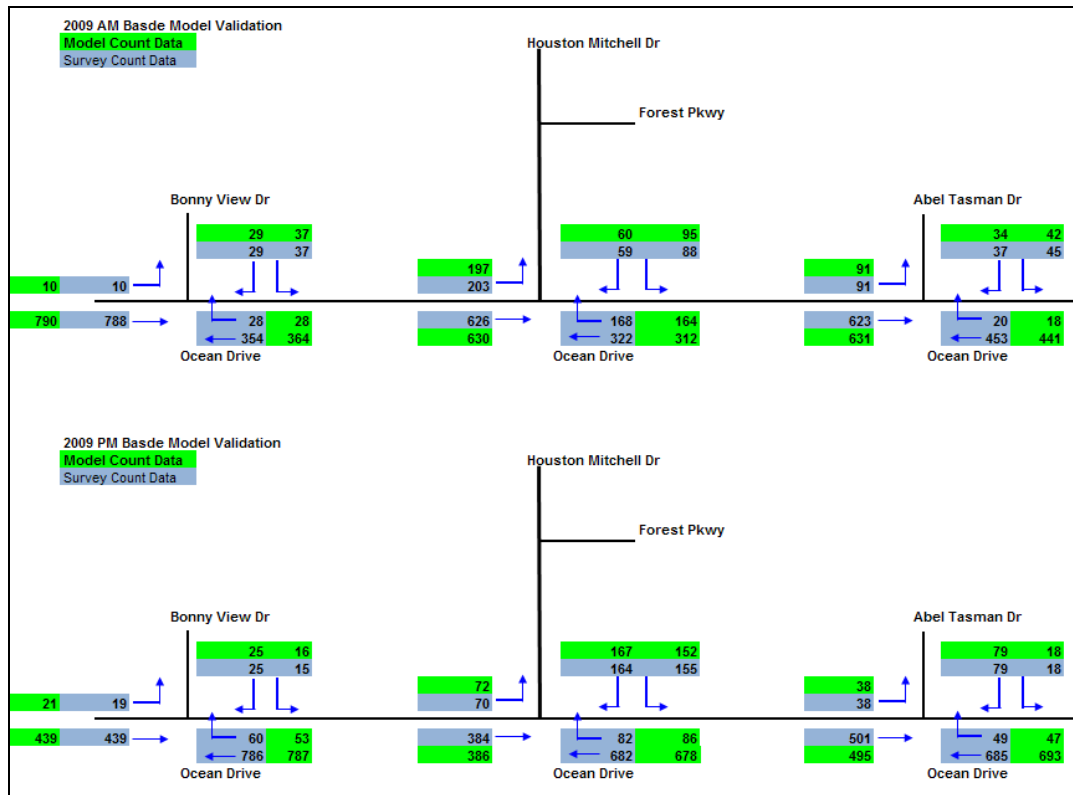 2009 AM Basde Model Validation
Model Count Data
Survey Count Data
Houston Mitchell Dr
Forest Pkwy
Bonny View Dr
Abel Tasman Dr
29 37
29 37
60 95
59 88
34 42
37 45
10 10
197
203
91
91
790 788
28 28
354 364
626
630
168 164
322 312
623
631
20 18
453 441
Ocean Drive
Ocean Drive
Ocean Drive
2009 PM Basde Model Validation
Model Count Data
Survey Count Data
Houston Mitchell Dr
Forest Pkwy
Bonny View Dr
Abel Tasman Dr
25 16
25 15
167 152
164 155
79 18
79 18
21 19
72
70
38
38
439 439
60 53
786 787
384
386
82 86
682 678
501
495
49 47
685 693
Ocean Drive
Ocean Drive
Ocean Drive